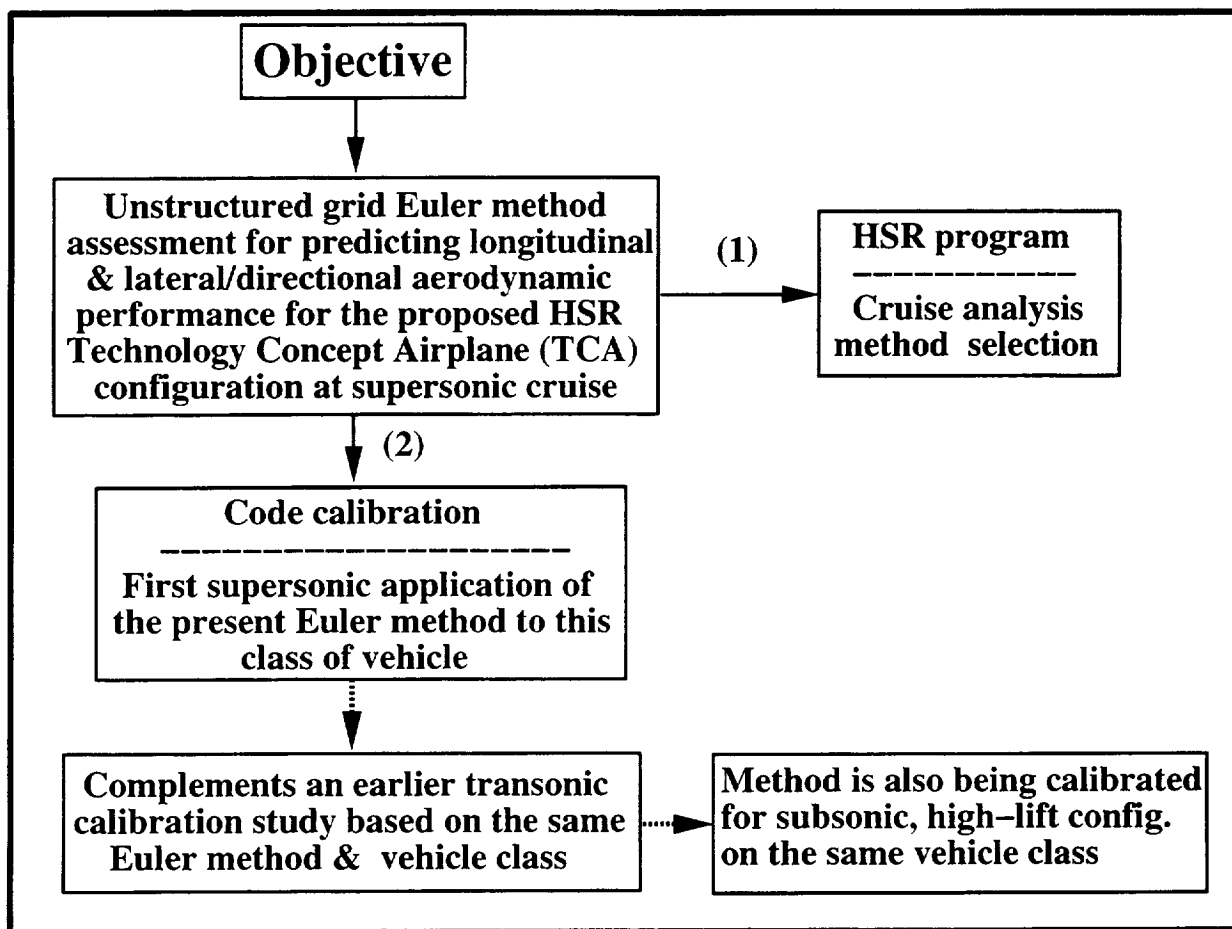 Objective
Unstructured grid Euler method
assessment for predicting longitudinal
& lateral/directional aerodynamic
performance for the proposed HSR
Technology Concept Airplane (TCA)
configuration at supersonic cruise
(1)
HSR program
Cruise analysis
method selection
(2)
Code calibration
First supersonic application of
the present Euler method to this
class of vehicle
Complements an earlier transonic
calibration study based on the same
Euler method & vehicle class
Method is also being calibrated
for subsonic, high–lift config.
on the same vehicle class